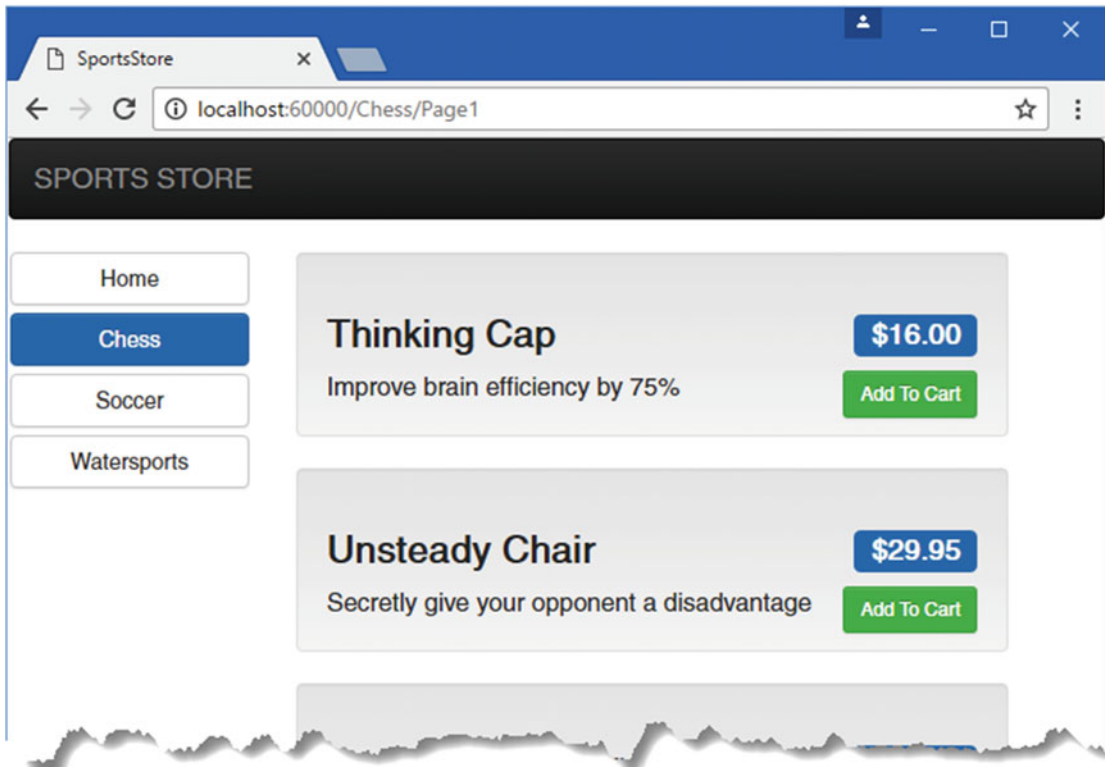 SportsStore
localhost:60000/Chess/Page1
SPORTS STORE
Home
Chess
Soccer
Watersports
Thinking Cap
$16.00
Improve brain efficiency by 75%
Add To Cart
Unsteady Chair
$29.95
Secretly give your opponent a disadvantage
Add To Cart